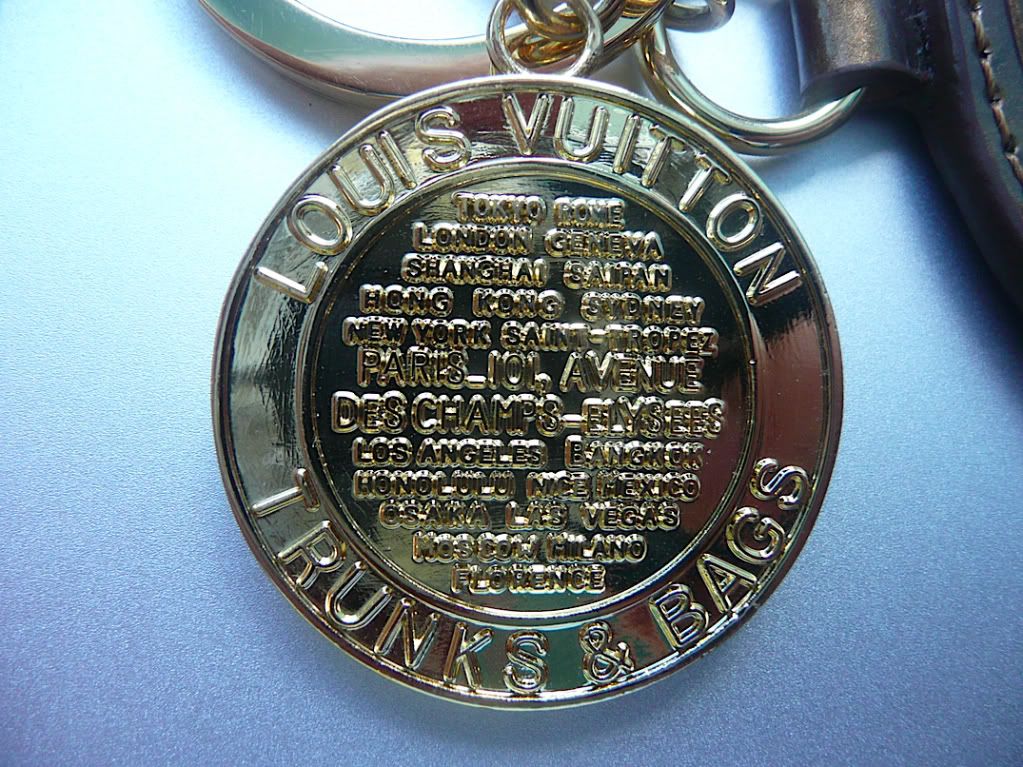 LOUIS VUITTON
TOKYO ROME
LONDON GENEVA
SHANGHAI SAIPAN
HONG KONG SYDNEY
NEW YORK SAINT-TROPEZ
PARIS_101, AVENUE
DES CHAMPS-ELYSEES
LOS ANGELES BANGKOK
HONOLULU NICE MEXICO
OSAKA LAS VEGAS
MOSCOW MILANO
FLORENCE
TRUNKS & BAGS